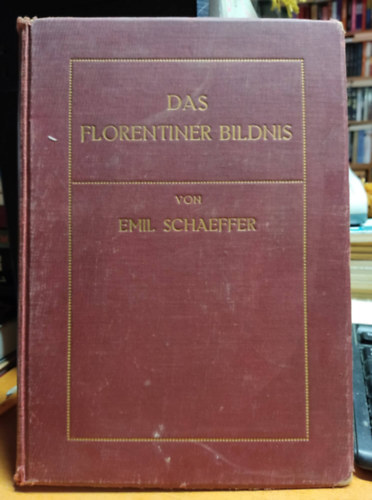 DAS
FLORENTINER BILDNIS
VON
EMIL SCHAEFFER